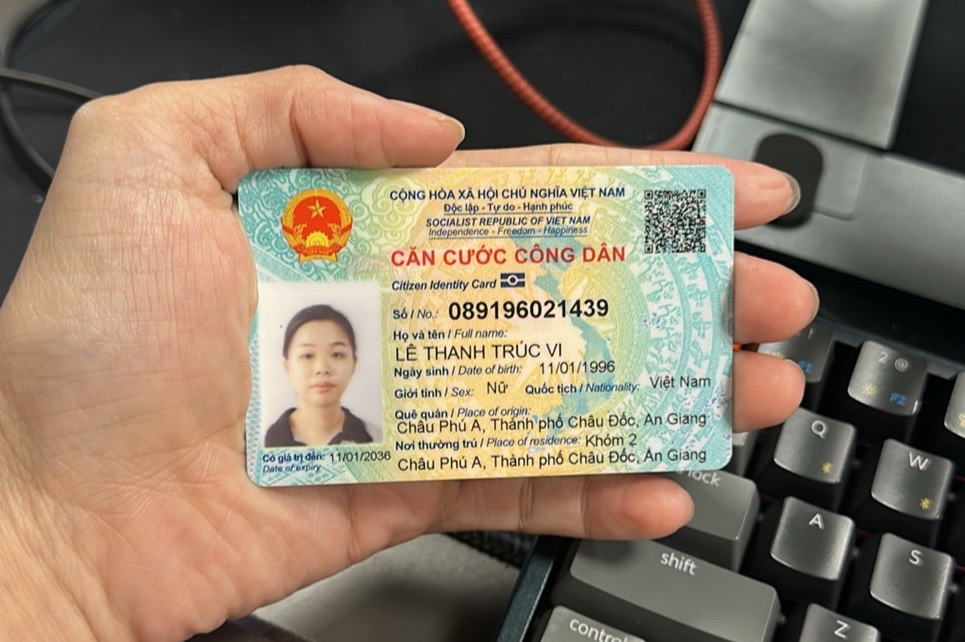 CỘNG HÒA XÃ HỘI CHỦ NGHĨA VIỆT NAM
Độc lập - Tự do - Hạnh phúc
SOCIALIST REPUBLIC OF VIET NAM
Independence - Freedom - Happiness
CĂN CƯỚC CÔNG DÂN
Citizen Identity Card
Số / No.: 089196021439
Họ và tên / Full name:
LÊ THANH TRÚC VI
Ngày sinh / Date of birth: 11/01/1996
Giới tính / Sex: Nữ Quốc tịch / Nationality: Việt Nam
Quê quán / Place of origin:
Châu Phú A, Thành phố Châu Đốc, An Giang
Nơi thường trú / Place of residence: Khóm 2
Châu Phú A, Thành phố Châu Đốc, An Giang
Có giá trị đến: 11/01/2036
Date of expiry
2 @
F2
Q
W
A
S
lock
shift
Z
control